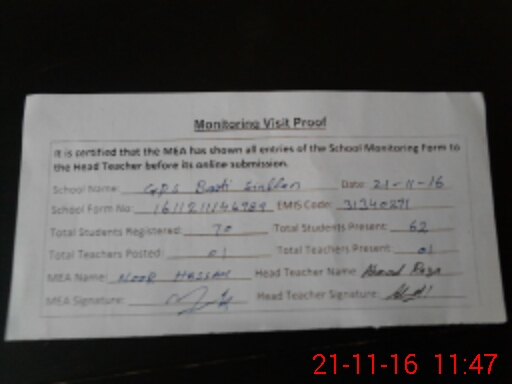 Monitoring Visit Proof
It is certified that the MEA has shown all entries of the School Monitoring Form to
the Head Teacher before its online submission.
School Name: GPS Basti Date: 21-11-16
School Form No: EMIS Code: 31340271
Total Students Registered: 70 Total Students Present: 62
Total Teachers Posted: 01 Total Teachers Present: 01
MEA Name: NOOR HASSAN Head Teacher Name: Ahmad Raza
MEA Signature: Head Teacher Signature:
21-11-16 11:47